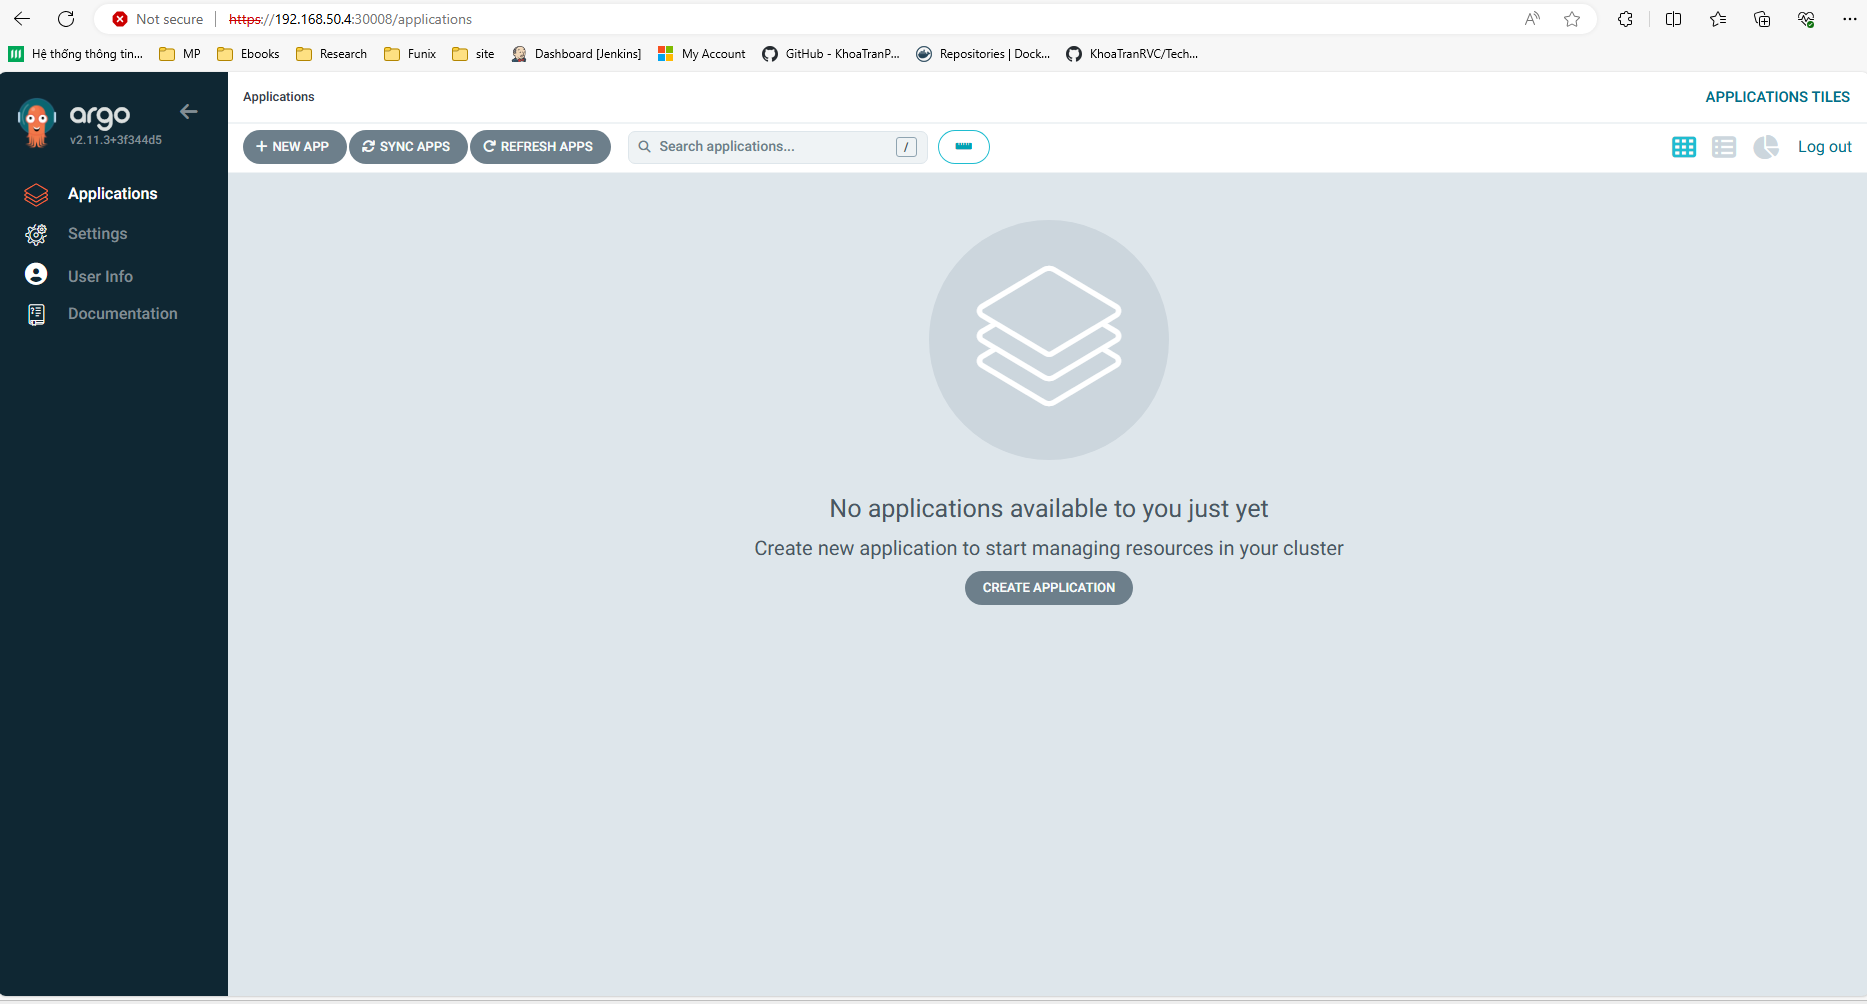 Not secure https://192.168.50.4:30008/applications
Hệ thống thông tin... MP Ebooks Research Funix site Dashboard [Jenkins] My Account GitHub - KhoaTranP... Repositories | Dock... KhoaTranRVC/Tech...
argo
v2.11.3+3f344d5
Applications
Settings
User Info
Documentation
Applications APPLICATIONS TILES
+ NEW APP SYNC APPS REFRESH APPS Search applications... / Log out
No applications available to you just yet
Create new application to start managing resources in your cluster
CREATE APPLICATION